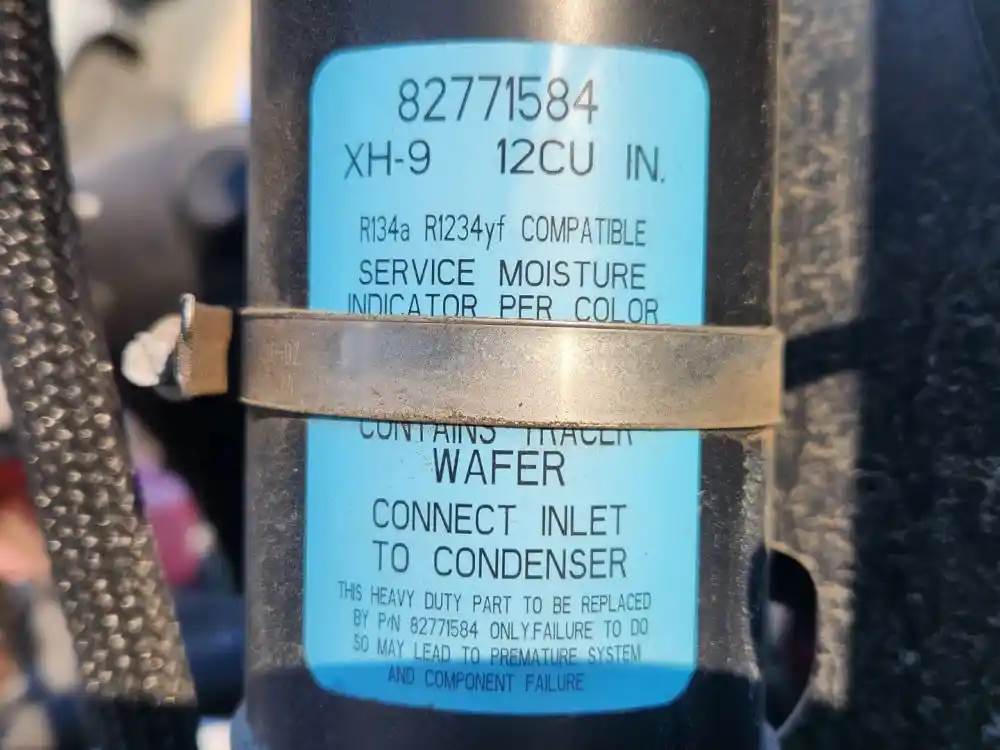 82771584
XH-9 12CU IN.
R134a R1234yf COMPATIBLE
SERVICE MOISTURE
INDICATOR PER COLOR
CONTAINS TRACER
WAFER
CONNECT INLET
TO CONDENSER
THIS HEAVY DUTY PART TO BE REPLACED
BY P/N 82771584 ONLY.FAILURE TO DO
SO MAY LEAD TO PREMATURE SYSTEM
AND COMPONENT FAILURE